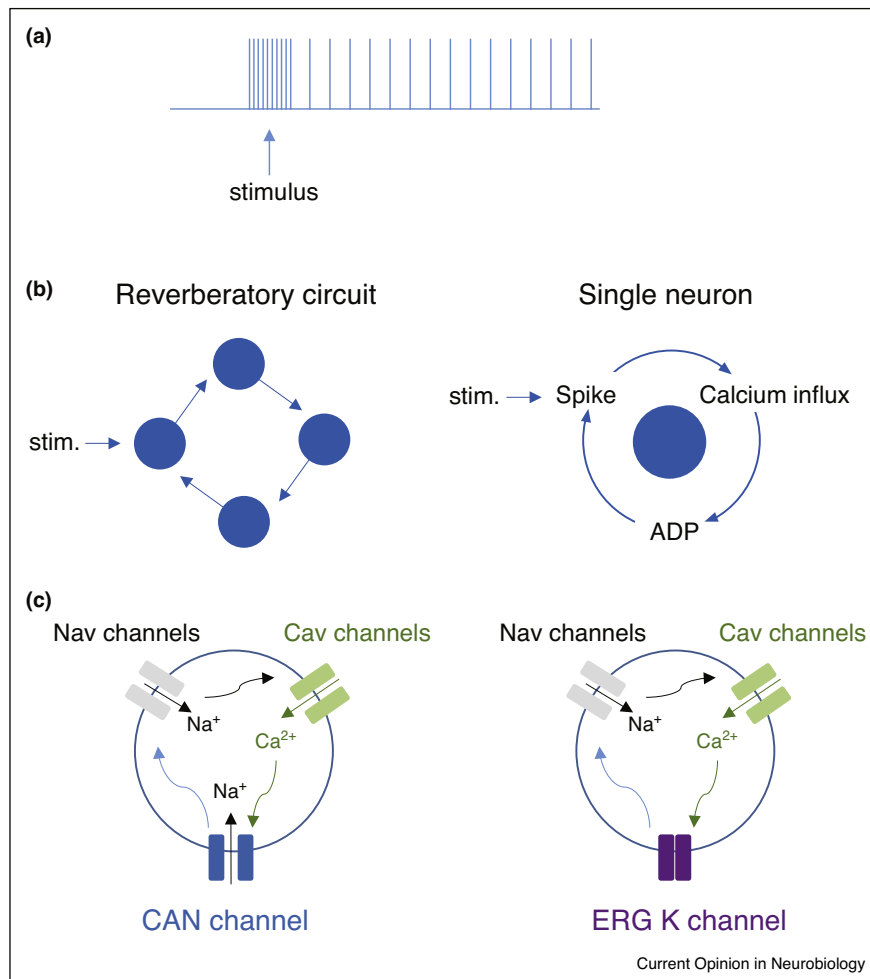 (a)
stimulus
(b)
Reverberatory circuit
Single neuron
stim.
stim.
Spike
Calcium influx
ADP
(c)
Nav channels
Cav channels
Nav channels
Cav channels
Na⁺
Ca²⁺
Na⁺
Na⁺
Ca²⁺
CAN channel
ERG K channel
Current Opinion in Neurobiology